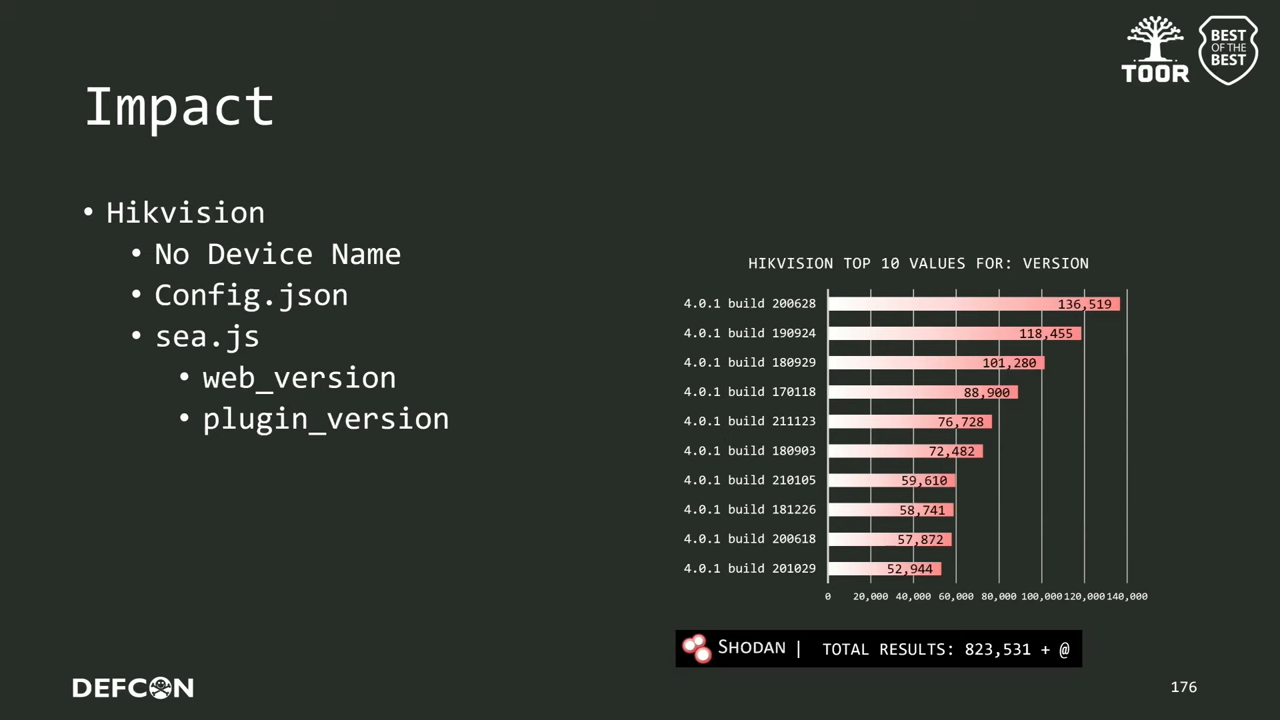 TOOR
BEST
OF THE
BEST
Impact
• Hikvision
• No Device Name
• Config.json
• sea.js
• web_version
• plugin_version
HIKVISION TOP 10 VALUES FOR: VERSION
4.0.1 build 200628 136,519
4.0.1 build 190924 118,455
4.0.1 build 180929 101,280
4.0.1 build 170118 88,900
4.0.1 build 211123 76,728
4.0.1 build 180903 72,482
4.0.1 build 210105 59,610
4.0.1 build 181226 58,741
4.0.1 build 200618 57,872
4.0.1 build 201029 52,944
0 20,000 40,000 60,000 80,000 100,000 120,000 140,000
SHODAN | TOTAL RESULTS: 823,531 + @
DEFCON
176